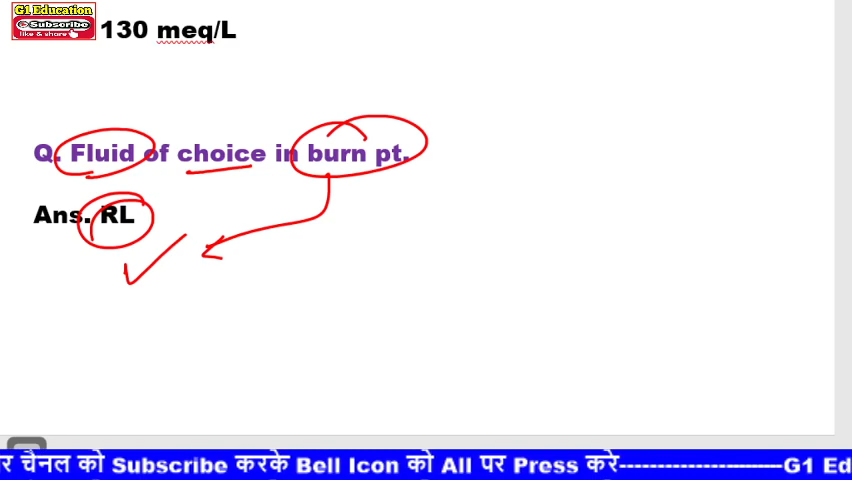 G1 Education
Subscribe
like & share
130 meq/L
Q. Fluid of choice in burn pt.
Ans. RL
र चैनल को Subscribe करके Bell Icon को All पर Press करे-----------------------G1 Ed